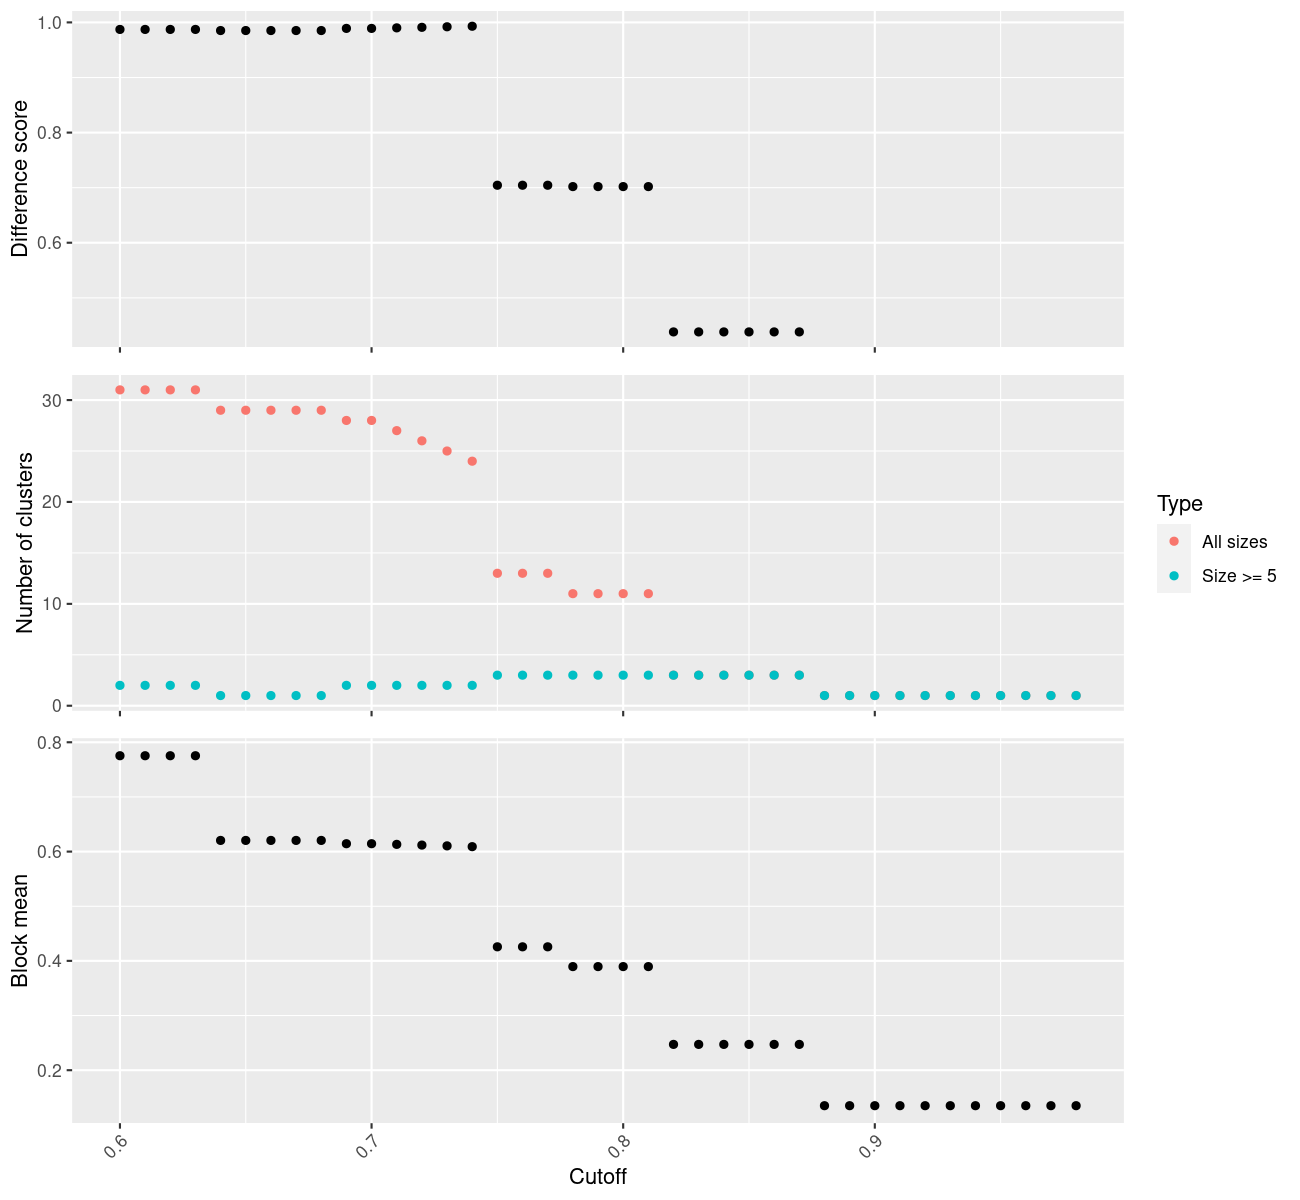 Difference score
1.0
0.8
0.6
Number of clusters
30
20
10
0
Type
All sizes
Size >= 5
Block mean
0.8
0.6
0.4
0.2
0.6
0.7
0.8
0.9
Cutoff